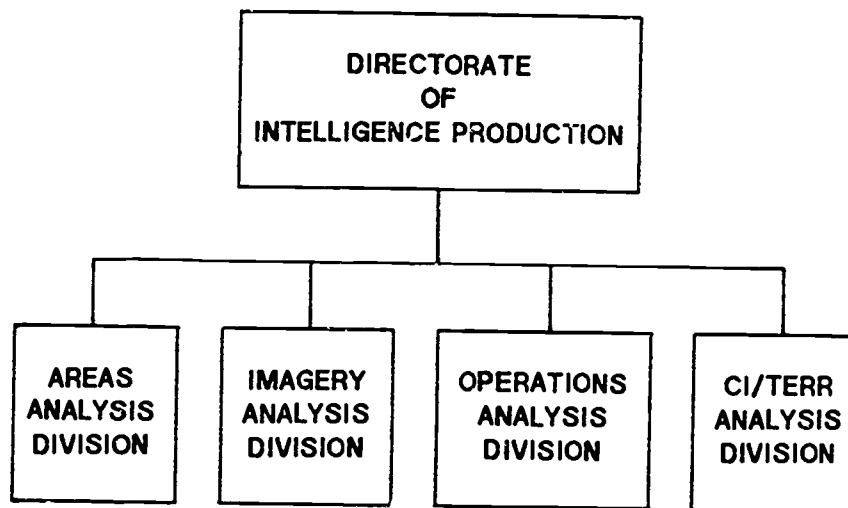 DIRECTORATE
OF
INTELLIGENCE PRODUCTION
AREAS
ANALYSIS
DIVISION
IMAGERY
ANALYSIS
DIVISION
OPERATIONS
ANALYSIS
DIVISION
CI/TERR
ANALYSIS
DIVISION